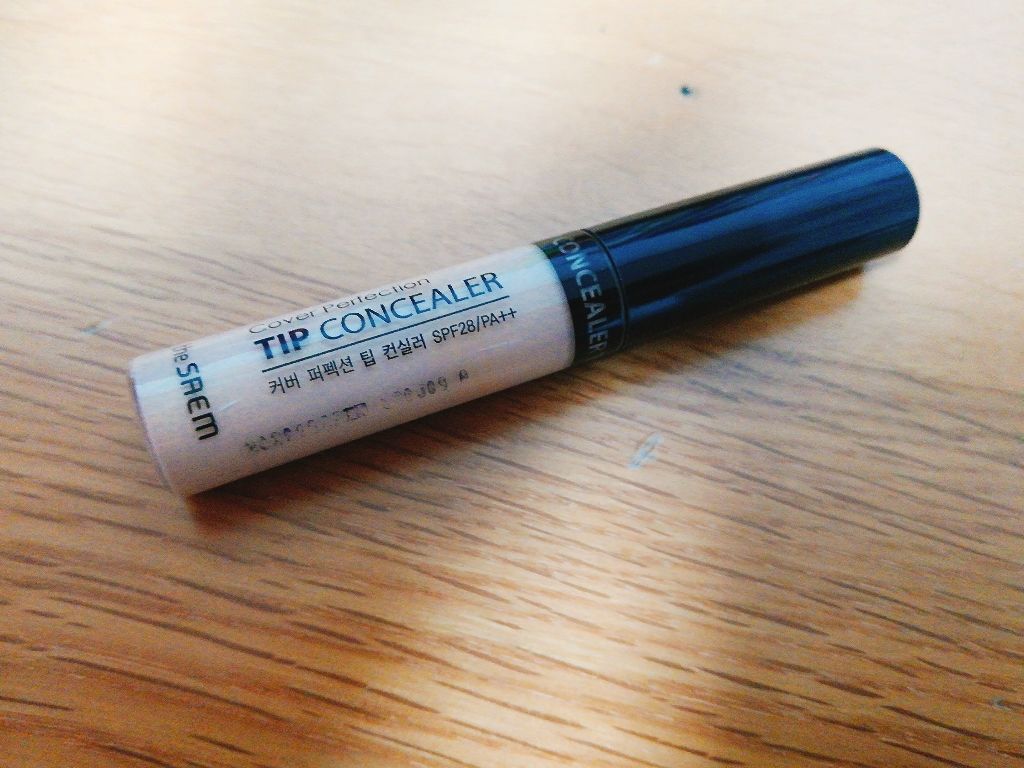 Cover Perfection
TIP CONCEALER
커버 퍼펙션 팁 컨실러 SPF28/PA++
the SAEM
CONCEALER